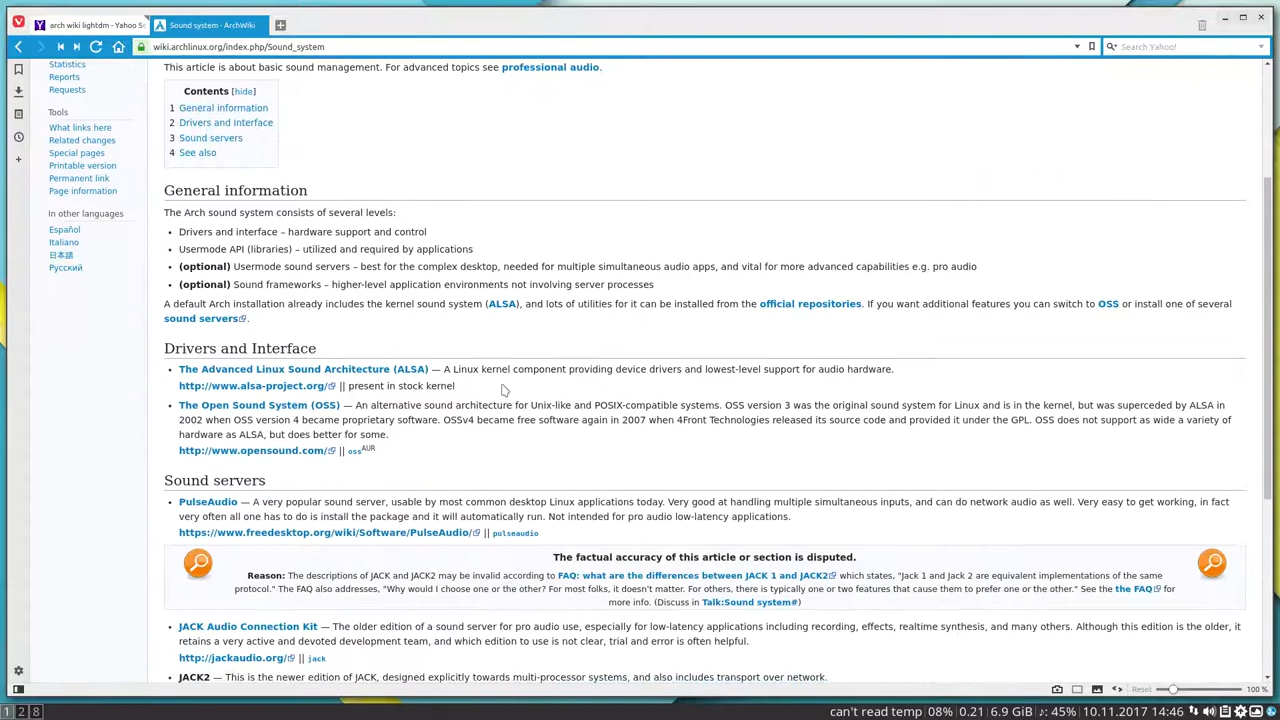 arch wiki lightdm - Yahoo S
Sound system - ArchWiki
wiki.archlinux.org/index.php/Sound_system
Search Yahoo!
Statistics
Reports
Requests
Tools
What links here
Related changes
Special pages
Printable version
Permanent link
Page information
In other languages
Español
Italiano
日本語
Русский
This article is about basic sound management. For advanced topics see professional audio.
Contents [hide]
1 General information
2 Drivers and Interface
3 Sound servers
4 See also
General information
The Arch sound system consists of several levels:
• Drivers and interface – hardware support and control
• Usermode API (libraries) – utilized and required by applications
• (optional) Usermode sound servers – best for the complex desktop, needed for multiple simultaneous audio apps, and vital for more advanced capabilities e.g. pro audio
• (optional) Sound frameworks – higher-level application environments not involving server processes
A default Arch installation already includes the kernel sound system (ALSA), and lots of utilities for it can be installed from the official repositories. If you want additional features you can switch to OSS or install one of several
sound servers.
Drivers and Interface
• The Advanced Linux Sound Architecture (ALSA) — A Linux kernel component providing device drivers and lowest-level support for audio hardware.
http://www.alsa-project.org/ || present in stock kernel
• The Open Sound System (OSS) — An alternative sound architecture for Unix-like and POSIX-compatible systems. OSS version 3 was the original sound system for Linux and is in the kernel, but was superceded by ALSA in
2002 when OSS version 4 became proprietary software. OSSv4 became free software again in 2007 when 4Front Technologies released its source code and provided it under the GPL. OSS does not support as wide a variety of
hardware as ALSA, but does better for some.
http://www.opensound.com/ || ossAUR
Sound servers
• PulseAudio — A very popular sound server, usable by most common desktop Linux applications today. Very good at handling multiple simultaneous inputs, and can do network audio as well. Very easy to get working, in fact
very often all one has to do is install the package and it will automatically run. Not intended for pro audio low-latency applications.
https://www.freedesktop.org/wiki/Software/PulseAudio/ || pulseaudio
The factual accuracy of this article or section is disputed.
Reason: The descriptions of JACK and JACK2 may be invalid according to FAQ: what are the differences between JACK 1 and JACK2 which states, "Jack 1 and Jack 2 are equivalent implementations of the same
protocol." The FAQ also addresses, "Why would I choose one or the other? For most folks, it doesn't matter. For others, there is typically one or two features that cause them to prefer one or the other." See the the FAQ for
more info. (Discuss in Talk:Sound system#)
• JACK Audio Connection Kit — The older edition of a sound server for pro audio use, especially for low-latency applications including recording, effects, realtime synthesis, and many others. Although this edition is the older, it
retains a very active and devoted development team, and which edition to use is not clear, trial and error is often helpful.
http://jackaudio.org/ || jack
• JACK2 — This is the newer edition of JACK, designed explicitly towards multi-processor systems, and also includes transport over network.
Reset 100 %
1 2 8 can't read temp 08% 0.21 6.9 GiB ♪: 45% 10.11.2017 14:46